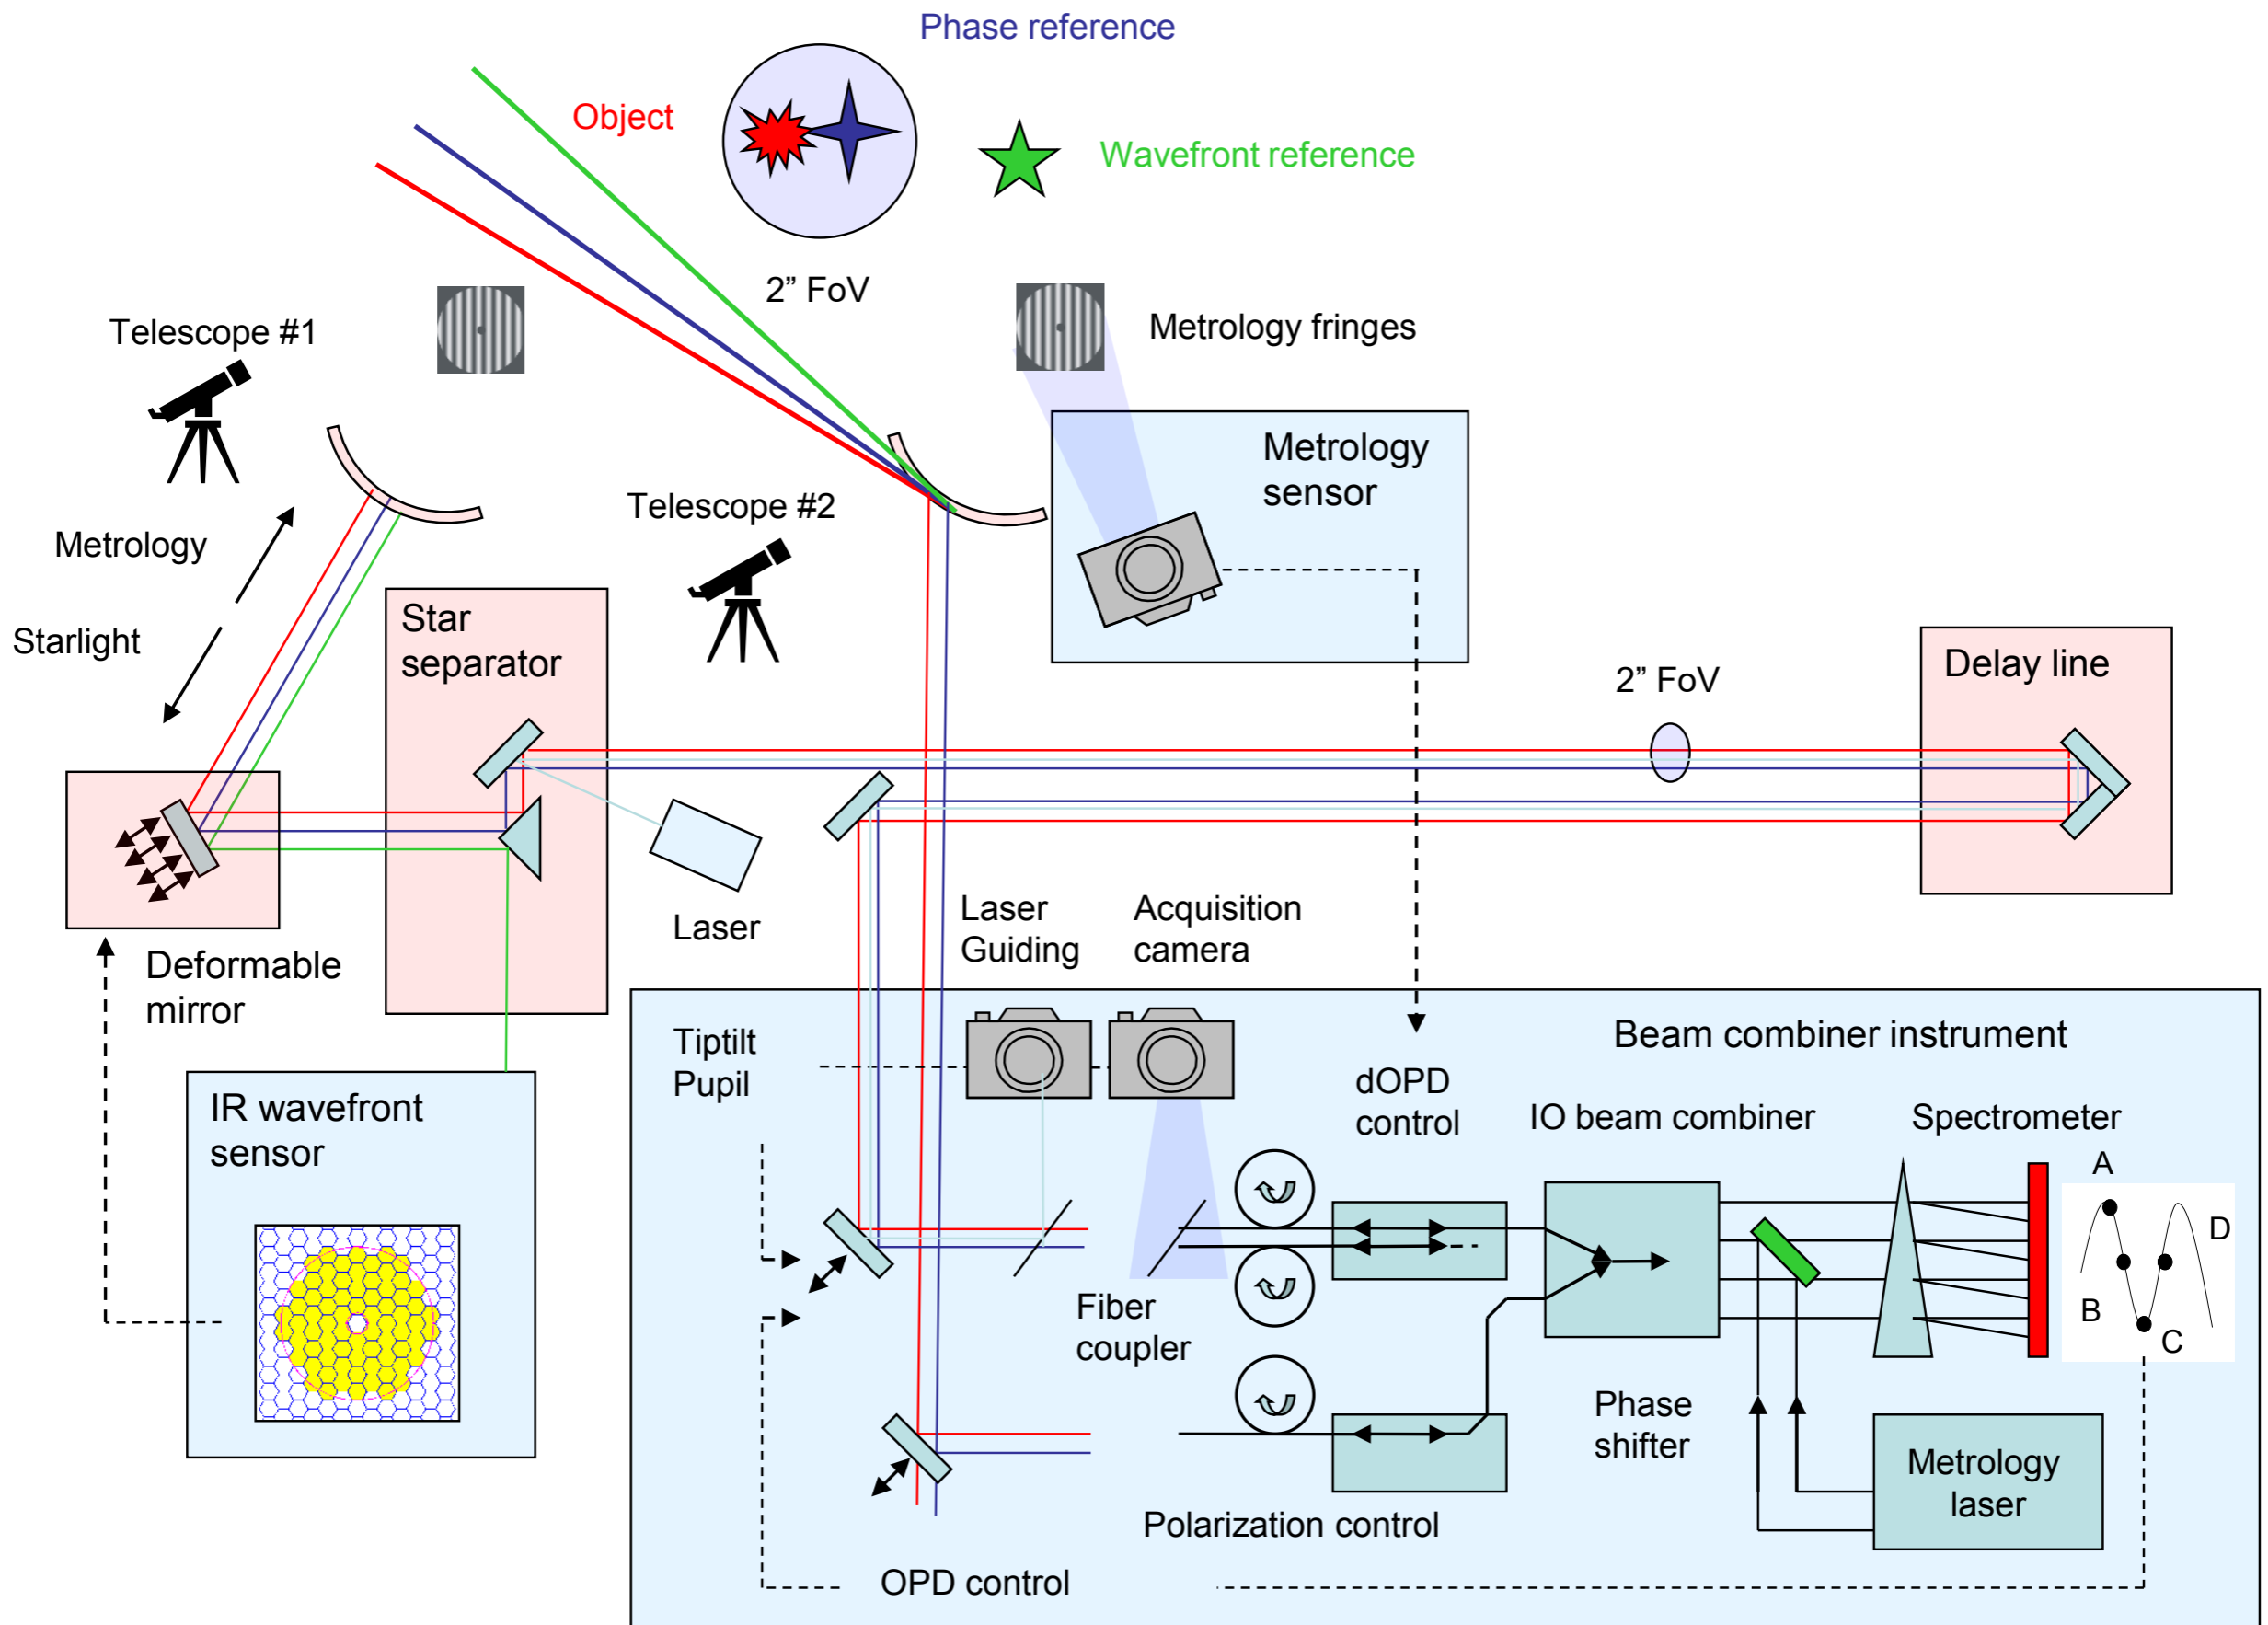 Phase reference
Object
Wavefront reference
2” FoV
Telescope #1
Metrology fringes
Metrology
sensor
Telescope #2
Metrology
Starlight
Star
separator
2” FoV
Delay line
Laser
Deformable
mirror
Laser
Guiding
Acquisition
camera
Tiptilt
Pupil
Beam combiner instrument
IR wavefront
sensor
dOPD
control
IO beam combiner
Spectrometer
A
B
C
D
Fiber
coupler
Phase
shifter
Metrology
laser
Polarization control
OPD control